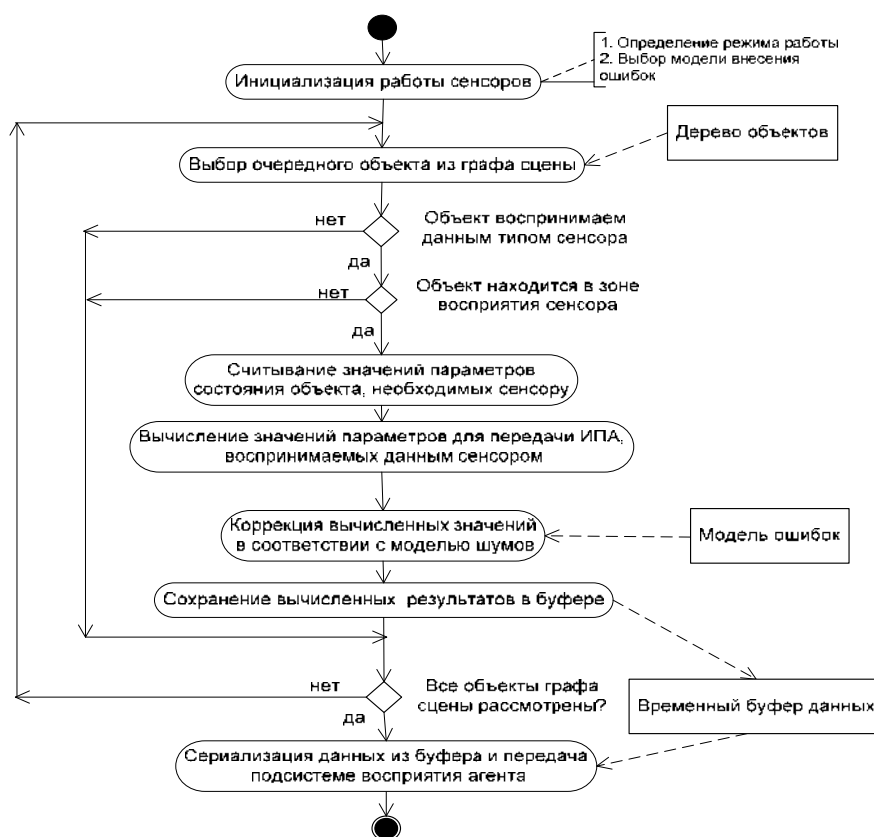 1. Определение режима работы
2. Выбор модели внесения
ошибок
Инициализация работы сенсоров
Дерево объектов
Выбор очередного объекта из графа сцены
нет
Объект воспринимаем
данным типом сенсора
да
нет
Объект находится в зоне
восприятия сенсора
да
Считывание значений параметров
состояния объекта, необходимых сенсору
Вычисление значений параметров для передачи ИПА,
воспринимаемых данным сенсором
Коррекция вычисленных значений
в соответствии с моделью шумов
Модель ошибок
Сохранение вычисленных результатов в буфере
нет
Все объекты графа
сцены рассмотрены?
Временный буфер данных
да
Сериализация данных из буфера и передача
подсистеме восприятия агента